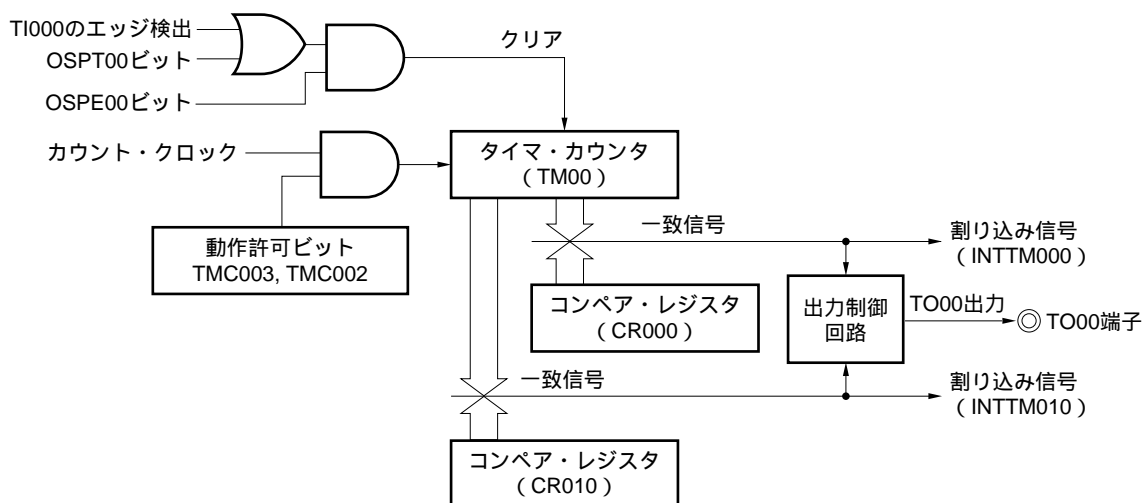 TI000のエッジ検出
OSPT00ビット
OSPE00ビット
クリア
カウント・クロック
タイマ・カウンタ
(TM00)
動作許可ビット
TMC003, TMC002
一致信号
割り込み信号
(INTTM000)
コンペア・レジスタ
(CR000)
出力制御
回路
TO00出力
TO00端子
一致信号
割り込み信号
(INTTM010)
コンペア・レジスタ
(CR010)